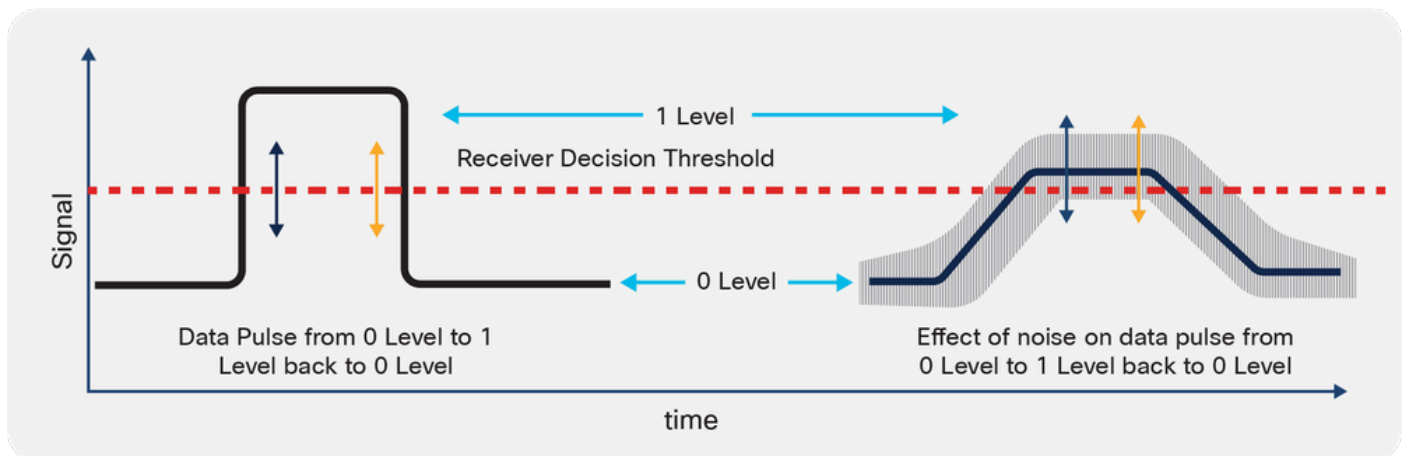 1 Level
Receiver Decision Threshold
Signal
0 Level
Data Pulse from 0 Level to 1
Level back to 0 Level
Effect of noise on data pulse from
0 Level to 1 Level back to 0 Level
time